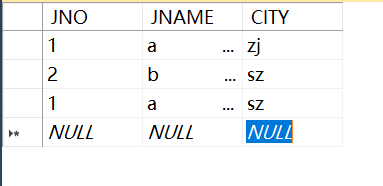 JNO JNAME CITY
1 a ... zj
2 b ... sz
1 a ... sz
NULL NULL NULL